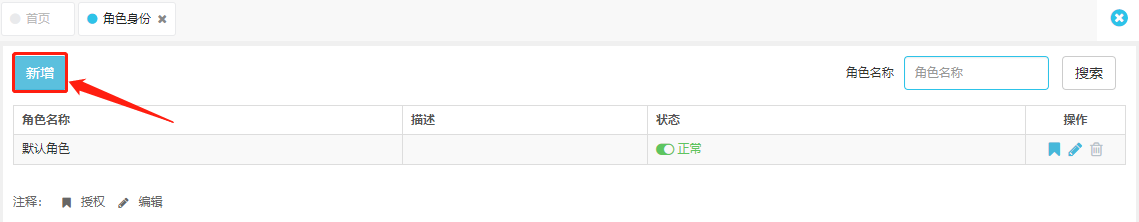 首页 角色身份
新增 角色名称 角色名称 搜索
角色名称 描述 状态 操作
默认角色 正常
注释: 授权 编辑